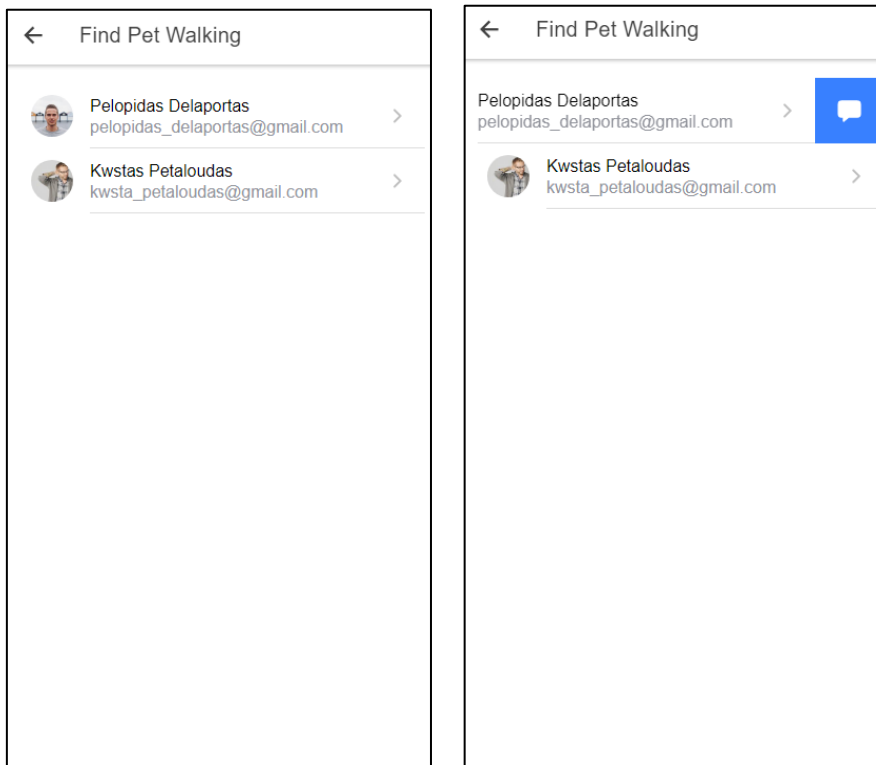 Find Pet Walking
Pelopidas Delaportas
pelopidas_delaportas@gmail.com
Kwstas Petaloudas
kwsta_petaloudas@gmail.com
Find Pet Walking
Pelopidas Delaportas
pelopidas_delaportas@gmail.com
Kwstas Petaloudas
kwsta_petaloudas@gmail.com